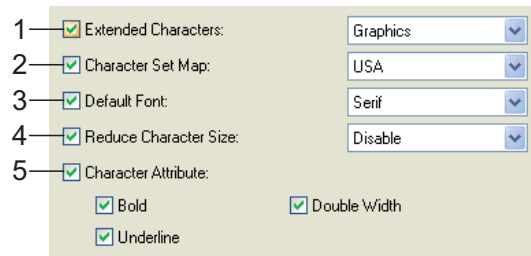 1 Extended Characters: Graphics
2 Character Set Map: USA
3 Default Font: Serif
4 Reduce Character Size: Disable
5 Character Attribute:
Bold Double Width
Underline